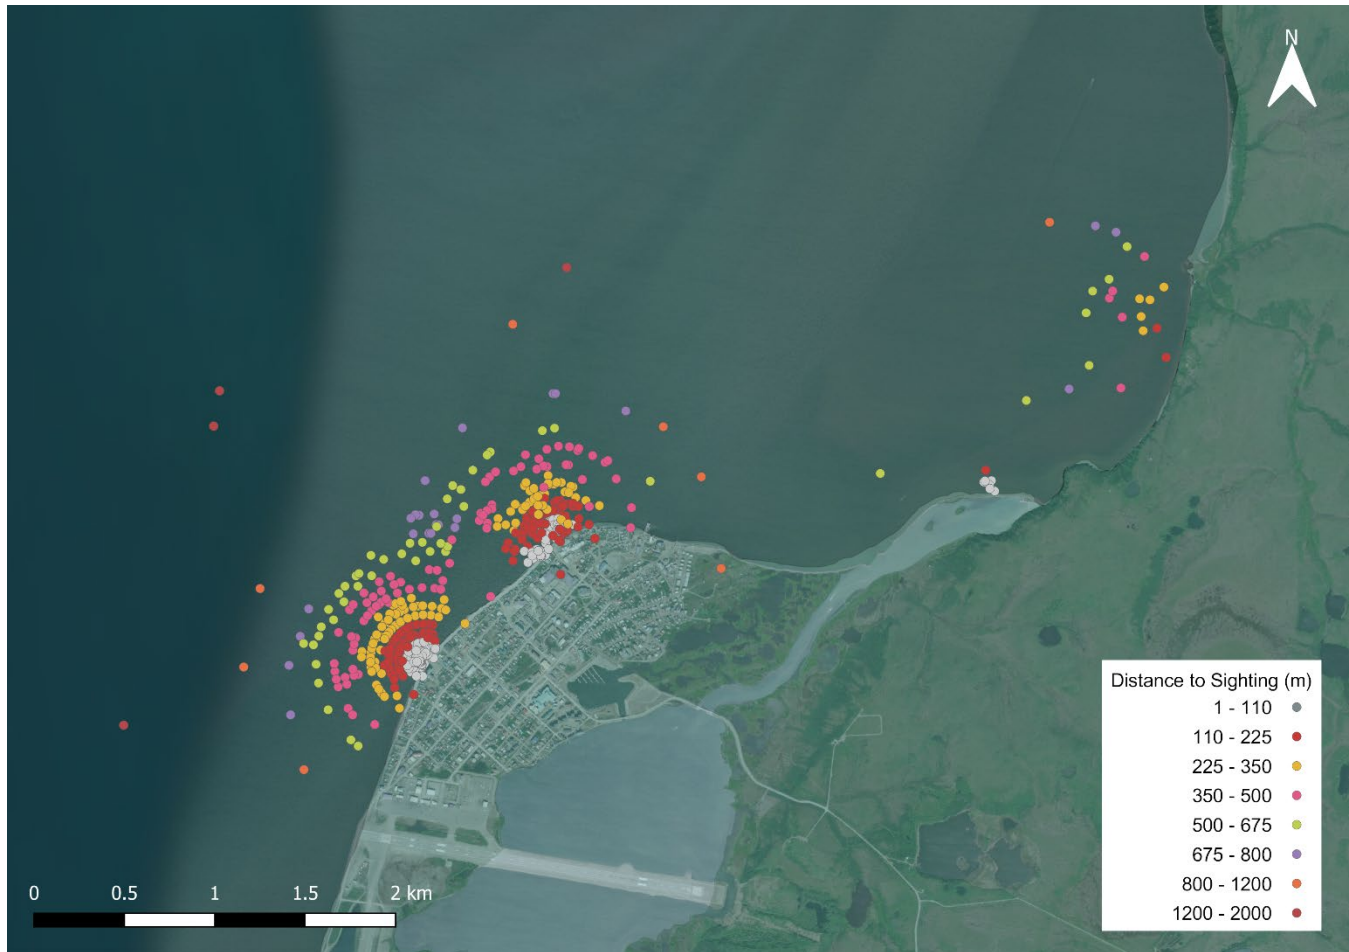 N
Distance to Sighting (m)
1 - 110
110 - 225
225 - 350
350 - 500
500 - 675
675 - 800
800 - 1200
1200 - 2000
0 0.5 1 1.5 2 km